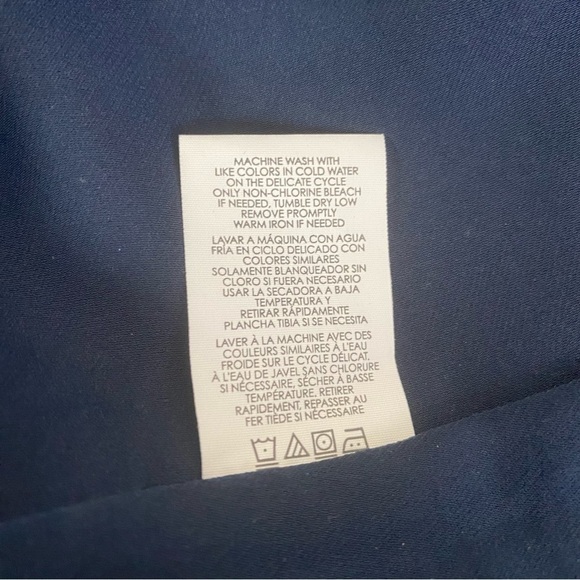 MACHINE WASH WITH
LIKE COLORS IN COLD WATER
ON THE DELICATE CYCLE
ONLY NON-CHLORINE BLEACH
IF NEEDED, TUMBLE DRY LOW
REMOVE PROMPTLY
WARM IRON IF NEEDED
LAVAR A MÁQUINA CON AGUA
FRÍA EN CICLO DELICADO CON
COLORES SIMILARES
SOLAMENTE BLANQUEADOR SIN
CLORO SI FUERA NECESARIO
USAR LA SECADORA A BAJA
TEMPERATURA Y
RETIRAR RÁPIDAMENTE
PLANCHA TIBIA SI SE NECESITA
LAVER À LA MACHINE AVEC DES
COULEURS SIMILAIRES À L'EAU
FROIDE SUR LE CYCLE DÉLICAT.
À L'EAU DE JAVEL SANS CHLORURE
SI NÉCESSAIRE, SÉCHER À BASSE
TEMPÉRATURE. RETIRER
RAPIDEMENT. REPASSER AU
FER TIÈDE SI NÉCESSAIRE